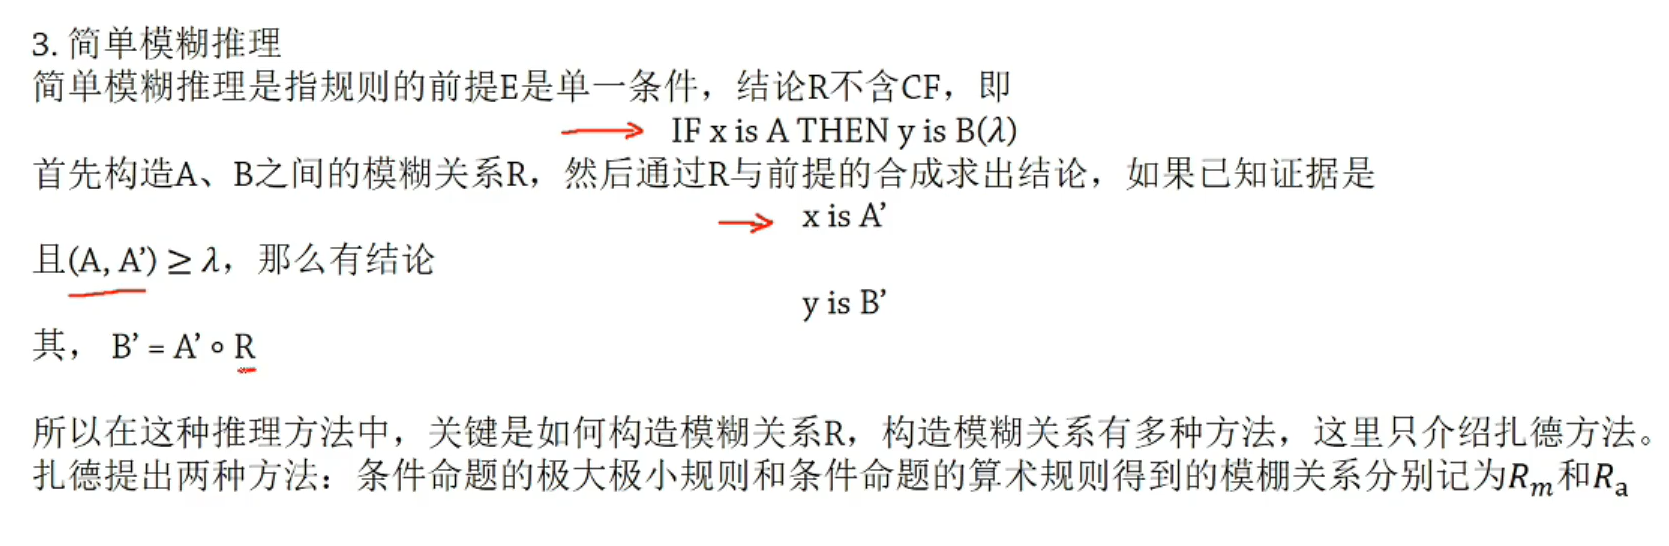 3. 简单模糊推理
简单模糊推理是指规则的前提E是单一条件，结论R不含CF，即
IF x is A THEN y is B(λ)
首先构造A、B之间的模糊关系R，然后通过R与前提的合成求出结论，如果已知证据是
x is A’
且(A, A’) ≥ λ，那么有结论
y is B’
其， B’ = A’ ∘ R
所以在这种推理方法中，关键是如何构造模糊关系R，构造模糊关系有多种方法，这里只介绍扎德方法。
扎德提出两种方法：条件命题的极大极小规则和条件命题的算术规则得到的模棚关系分别记为Rₘ和Rₐ